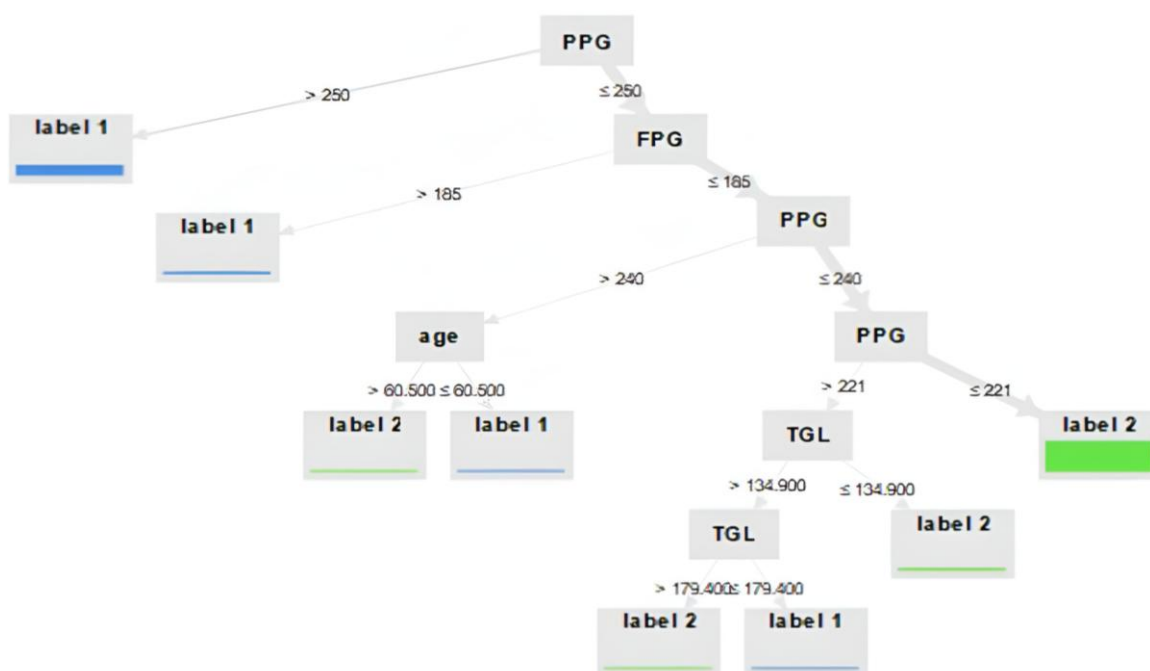 PPG
> 250
≤ 250
label 1
FPG
> 185
≤ 185
label 1
PPG
> 240
≤ 240
age
PPG
> 60.500
≤ 60.500
> 221
≤ 221
label 2
label 1
TGL
label 2
> 134.900
≤ 134.900
TGL
label 2
> 179.400
≤ 179.400
label 2
label 1